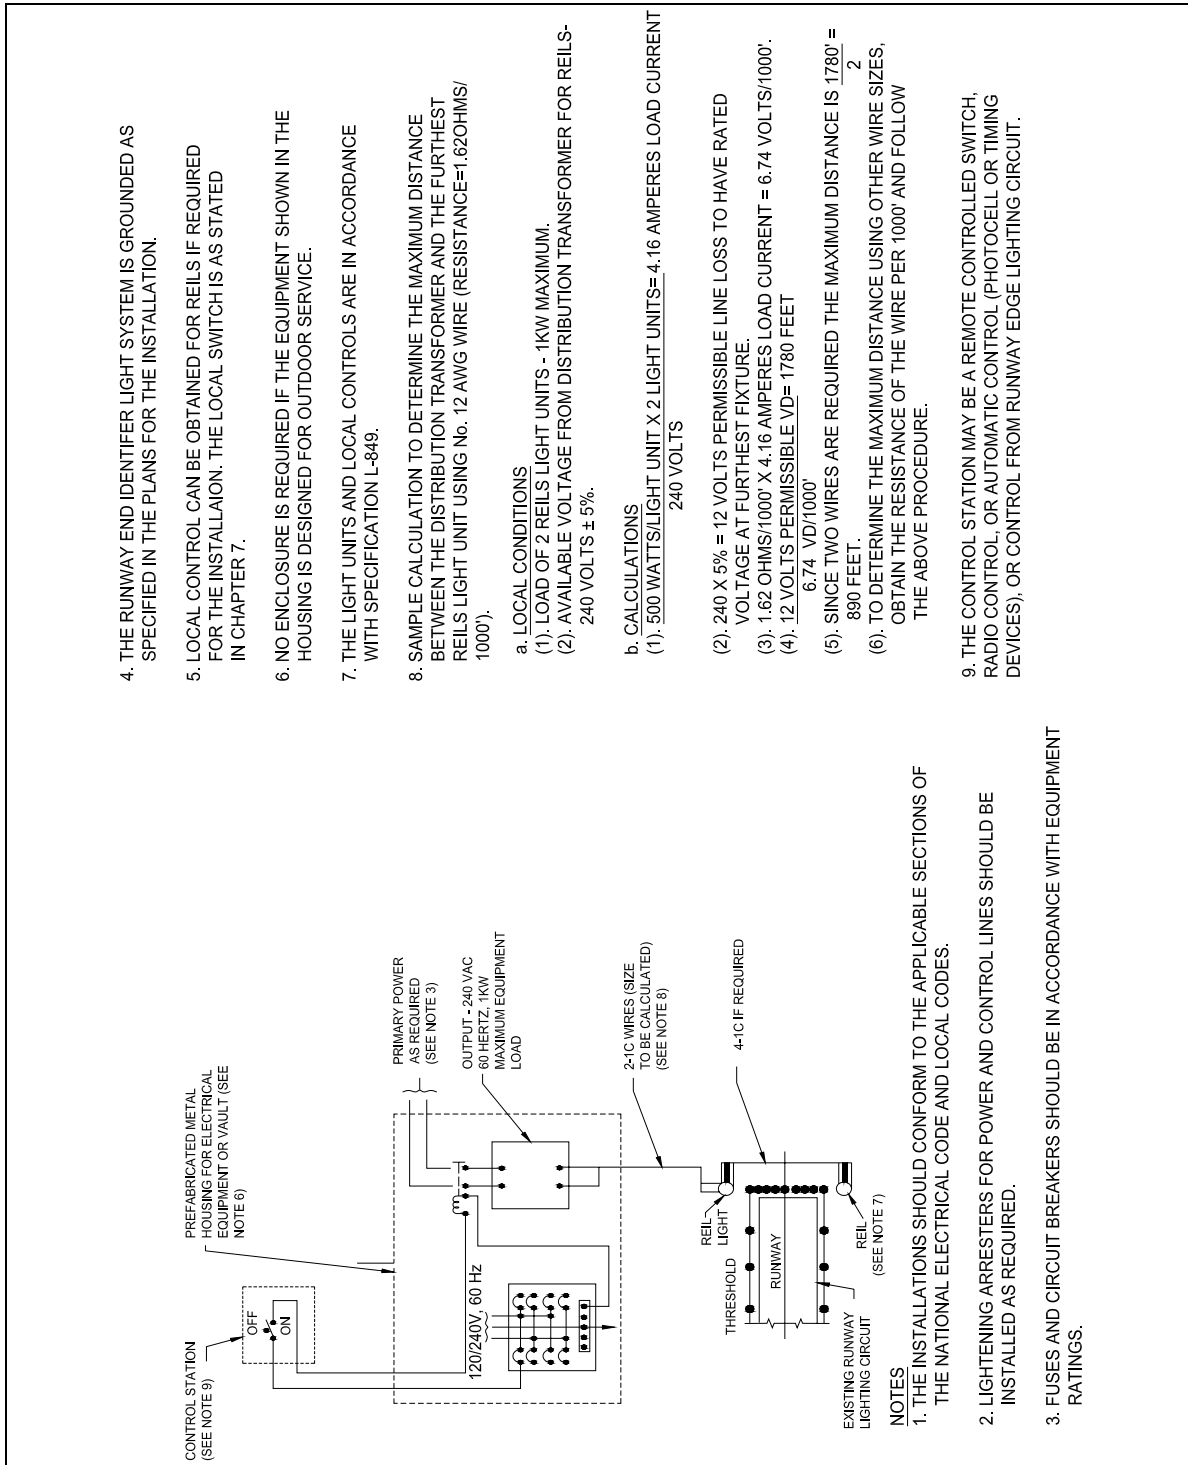 CONTROL STATION
(SEE NOTE 9)
OFF
ON
PREFABRICATED METAL
HOUSING FOR ELECTRICAL
EQUIPMENT OR VAULT (SEE
NOTE 6)
120/240V, 60 Hz
PRIMARY POWER
AS REQUIRED
(SEE NOTE 3)
OUTPUT - 240 VAC
60 HERTZ, 1KW
MAXIMUM EQUIPMENT
LOAD
2-1C WIRES (SIZE
TO BE CALCULATED)
(SEE NOTE 8)
4-1C IF REQUIRED
REIL
LIGHT
THRESHOLD
RUNWAY
REIL
(SEE NOTE 7)
EXISTING RUNWAY
LIGHTING CIRCUIT
NOTES
1. THE INSTALLATIONS SHOULD CONFORM TO THE APPLICABLE SECTIONS OF
THE NATIONAL ELECTRICAL CODE AND LOCAL CODES.
2. LIGHTENING ARRESTERS FOR POWER AND CONTROL LINES SHOULD BE
INSTALLED AS REQUIRED.
3. FUSES AND CIRCUIT BREAKERS SHOULD BE IN ACCORDANCE WITH EQUIPMENT
RATINGS.
4. THE RUNWAY END IDENTIFER LIGHT SYSTEM IS GROUNDED AS
SPECIFIED IN THE PLANS FOR THE INSTALLATION.
5. LOCAL CONTROL CAN BE OBTAINED FOR REILS IF REQUIRED
FOR THE INSTALLAION. THE LOCAL SWITCH IS AS STATED
IN CHAPTER 7.
6. NO ENCLOSURE IS REQUIRED IF THE EQUIPMENT SHOWN IN THE
HOUSING IS DESIGNED FOR OUTDOOR SERVICE.
7. THE LIGHT UNITS AND LOCAL CONTROLS ARE IN ACCORDANCE
WITH SPECIFICATION L-849.
8. SAMPLE CALCULATION TO DETERMINE THE MAXIMUM DISTANCE
BETWEEN THE DISTRIBUTION TRANSFORMER AND THE FURTHEST
REILS LIGHT UNIT USING No. 12 AWG WIRE (RESISTANCE=1.62OHMS/
1000').
a. LOCAL CONDITIONS
(1). LOAD OF 2 REILS LIGHT UNITS - 1KW MAXIMUM.
(2). AVAILABLE VOLTAGE FROM DISTRIBUTION TRANSFORMER FOR REILS-
240 VOLTS ± 5%.
b. CALCULATIONS
(1). 500 WATTS/LIGHT UNIT X 2 LIGHT UNITS= 4.16 AMPERES LOAD CURRENT
240 VOLTS
(2). 240 X 5% = 12 VOLTS PERMISSIBLE LINE LOSS TO HAVE RATED
VOLTAGE AT FURTHEST FIXTURE.
(3). 1.62 OHMS/1000' X 4.16 AMPERES LOAD CURRENT = 6.74 VOLTS/1000'.
(4). 12 VOLTS PERMISSIBLE VD= 1780 FEET
6.74 VD/1000'
(5). SINCE TWO WIRES ARE REQUIRED THE MAXIMUM DISTANCE IS 1780' =
2
890 FEET.
(6). TO DETERMINE THE MAXIMUM DISTANCE USING OTHER WIRE SIZES,
OBTAIN THE RESISTANCE OF THE WIRE PER 1000' AND FOLLOW
THE ABOVE PROCEDURE.
9. THE CONTROL STATION MAY BE A REMOTE CONTROLLED SWITCH,
RADIO CONTROL, OR AUTOMATIC CONTROL (PHOTOCELL OR TIMING
DEVICES), OR CONTROL FROM RUNWAY EDGE LIGHTING CIRCUIT.